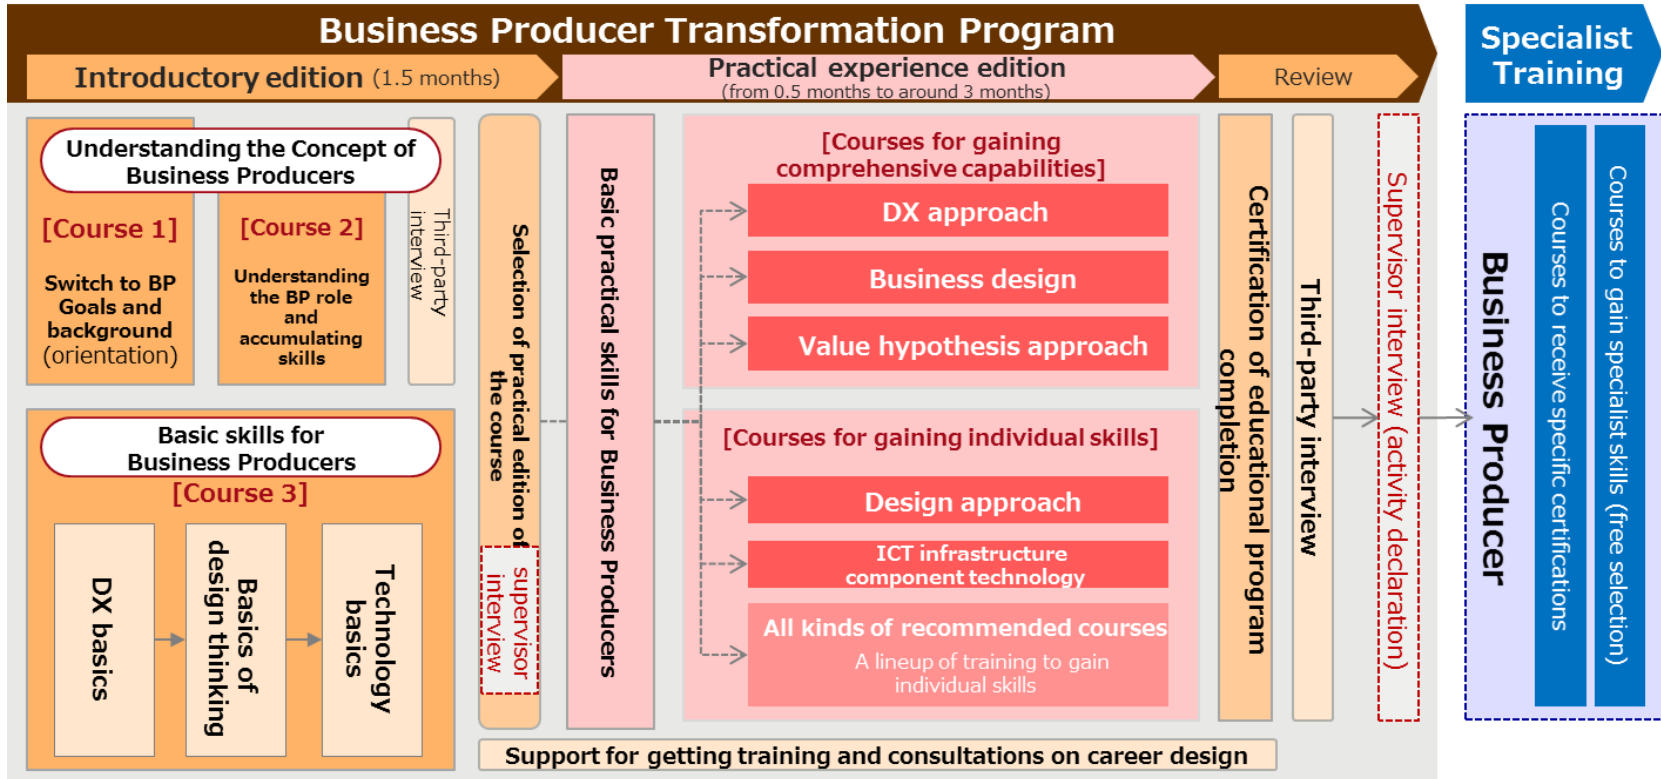 Business Producer Transformation Program
Introductory edition (1.5 months)
Practical experience edition
(from 0.5 months to around 3 months)
Review
Specialist
Training
Understanding the Concept of
Business Producers
[Course 1]
Switch to BP
Goals and
background
(orientation)
[Course 2]
Understanding
the BP role
and
accumulating
skills
Third-party
interview
Basic skills for
Business Producers
[Course 3]
DX basics
Basics of
design thinking
Technology
basics
Selection of practical edition of
the course
supervisor
interview
Basic practical skills for Business Producers
[Courses for gaining
comprehensive capabilities]
DX approach
Business design
Value hypothesis approach
[Courses for gaining individual skills]
Design approach
ICT infrastructure
component technology
All kinds of recommended courses
A lineup of training to gain
individual skills
Certification of educational program
completion
Third-party interview
Supervisor interview (activity declaration)
Support for getting training and consultations on career design
Business Producer
Courses to receive specific certifications
Courses to gain specialist skills (free selection)